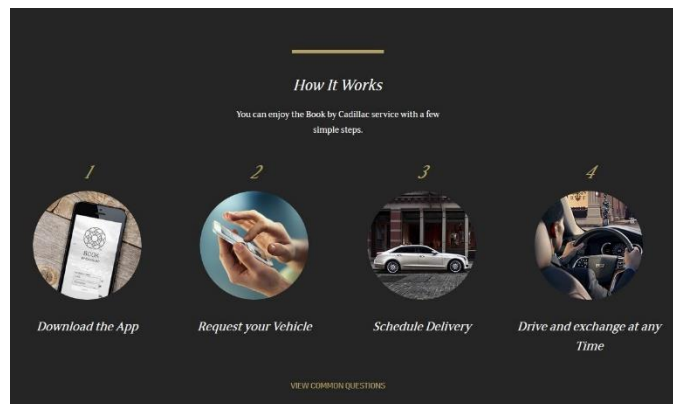 How It Works
You can enjoy the Book by Cadillac service with a few
simple steps.
1
2
3
4
BOOK
Download the App
Request your Vehicle
Schedule Delivery
Drive and exchange at any
Time
VIEW COMMON QUESTIONS